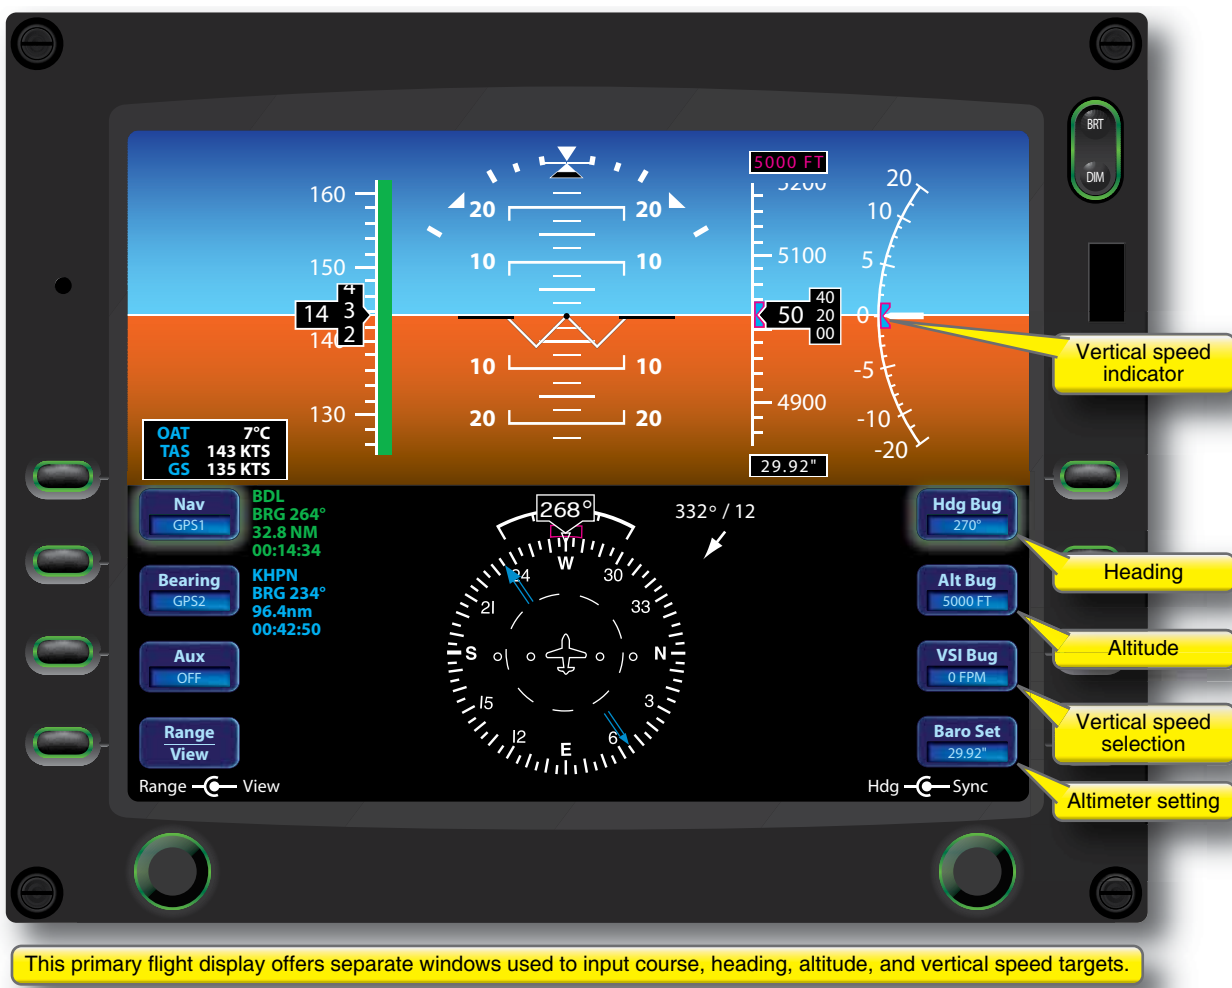 BRT
DIM
5000 FT
5200
20
160
20 20
10
10 10
5100
5
150
4
14 3
2
50
40
20
00
0
140
Vertical speed
indicator
10 10
-5
130
20 20
4900
-10
-20
OAT 7°C
TAS 143 KTS
GS 135 KTS
29.92"
Nav
GPS1
BDL
BRG 264°
32.8 NM
00:14:34
268°
332° / 12
Hdg Bug
270°
Heading
Bearing
GPS2
KHPN
BRG 234°
96.4nm
00:42:50
24 W 30
21 33
S N
15 3
12 E 6
Alt Bug
5000 FT
Altitude
Aux
OFF
VSI Bug
0 FPM
Vertical speed
selection
Range
View
Baro Set
29.92"
Altimeter setting
Range View
Hdg Sync
This primary flight display offers separate windows used to input course, heading, altitude, and vertical speed targets.